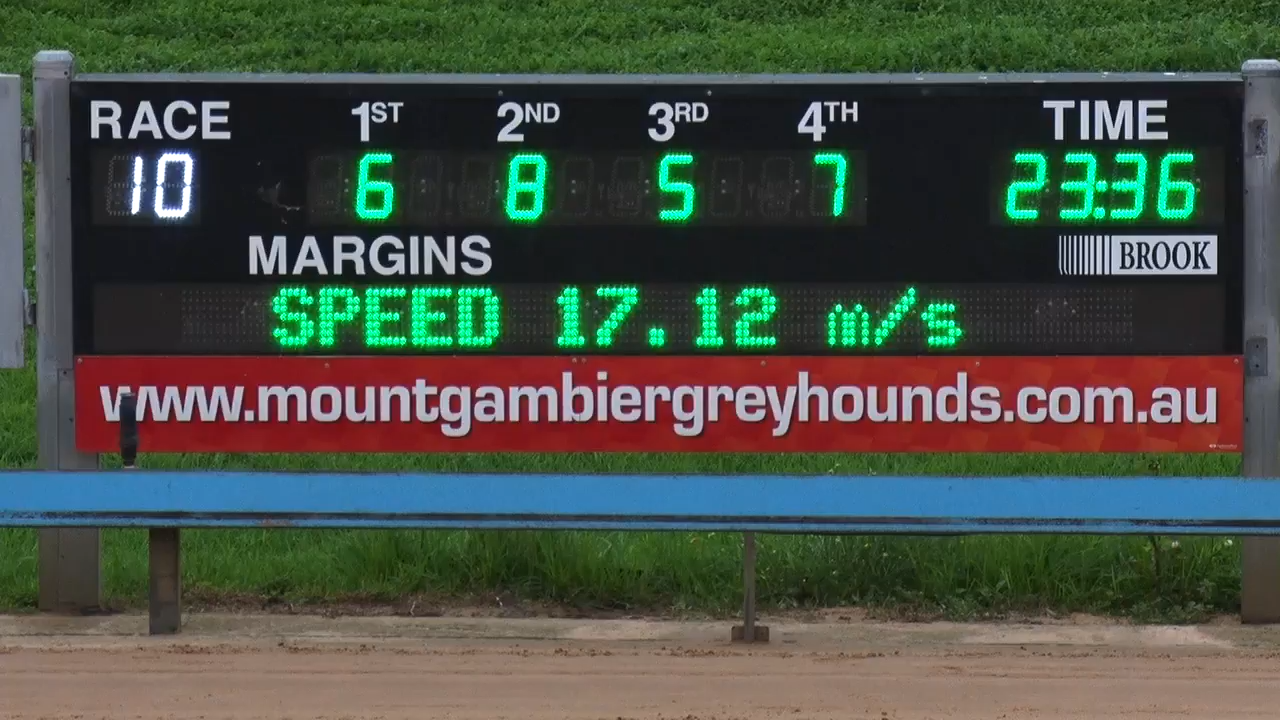 RACE 1ST 2ND 3RD 4TH TIME
10 6 8 5 7 23:36
MARGINS BROOK
SPEED 17.12 m/s
www.mountgambiergreyhounds.com.au